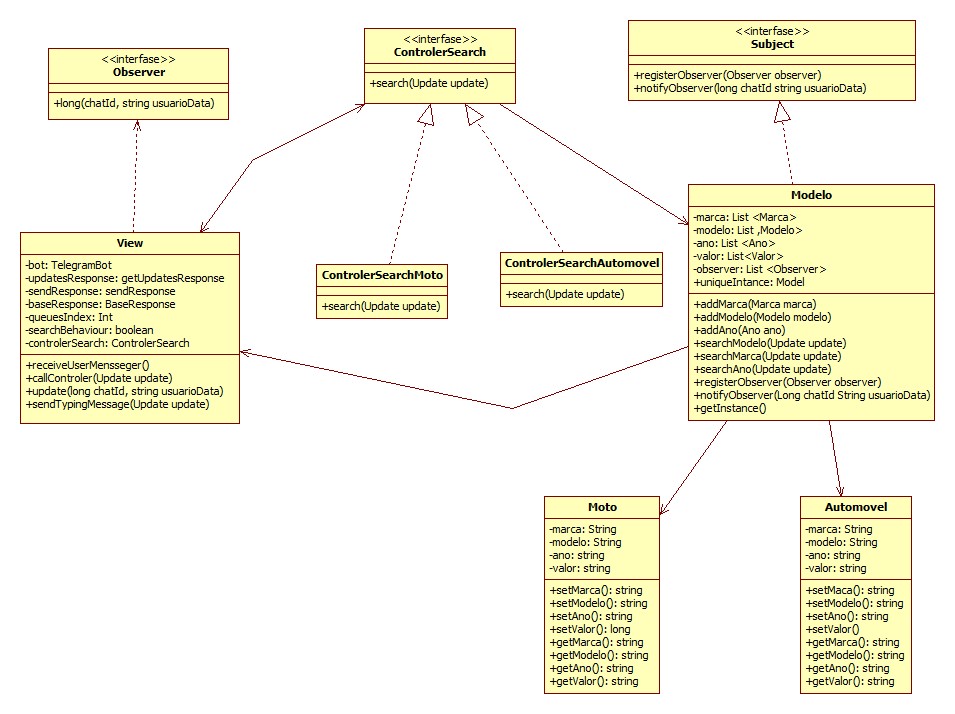 <<interfase>>
Observer
+long(chatId, string usuarioData)
<<interfase>>
ControlerSearch
+search(Update update)
<<interfase>>
Subject
+registerObserver(Observer observer)
+notifyObserver(long chatId string usuarioData)
View
-bot: TelegramBot
-updatesResponse: getUpdatesResponse
-sendResponse: sendResponse
-baseResponse: BaseResponse
-queuesIndex: Int
-searchBehaviour: boolean
-controlerSearch: ControlerSearch
+receiveUserMensseger()
+callControler(Update update)
+update(long chatId, string usuarioData)
+sendTypingMessage(Update update)
ControlerSearchMoto
+search(Update update)
ControlerSearchAutomovel
+search(Update update)
Modelo
-marca: List <Marca>
-modelo: List ,Modelo>
-ano: List <Ano>
-valor: List<Valor>
-observer: List <Observer>
+uniqueIntance: Model
+addMarca(Marca marca)
+addModelo(Modelo modelo)
+addAno(Ano ano)
+searchModelo(Update update)
+searchMarca(Update update)
+searchAno(Update update)
+registerObserver(Observer observer)
+notifyObserver(Long chatId String usuarioData)
+getInstance()
Moto
-marca: String
-modelo: String
-ano: string
-valor: string
+setMarca(): string
+setModelo(): string
+setAno(): string
+setValor(): long
+getMarca(): string
+getModelo(): string
+getAno(): string
+getValor(): string
Automovel
-marca: String
-modelo: String
-ano: string
-valor: string
+setMaca(): string
+setModelo(): string
+setAno(): string
+setValor()
+getMarca(): string
+getModelo(): string
+getAno(): string
+getValor(): string